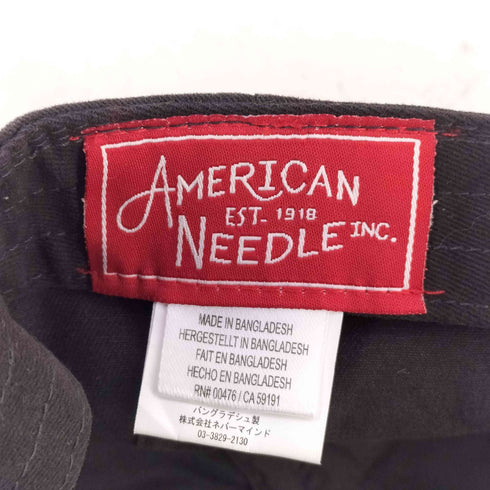 AMERICAN
EST. 1918
NEEDLE INC.
MADE IN BANGLADESH
HERGESTELLT IN BANGLADESH
FAIT EN BANGLADESH
HECHO EN BANGLADESH
RN# 00476 / CA 59191
バングラデシュ製
株式会社ネバーマインド
03-3829-2130